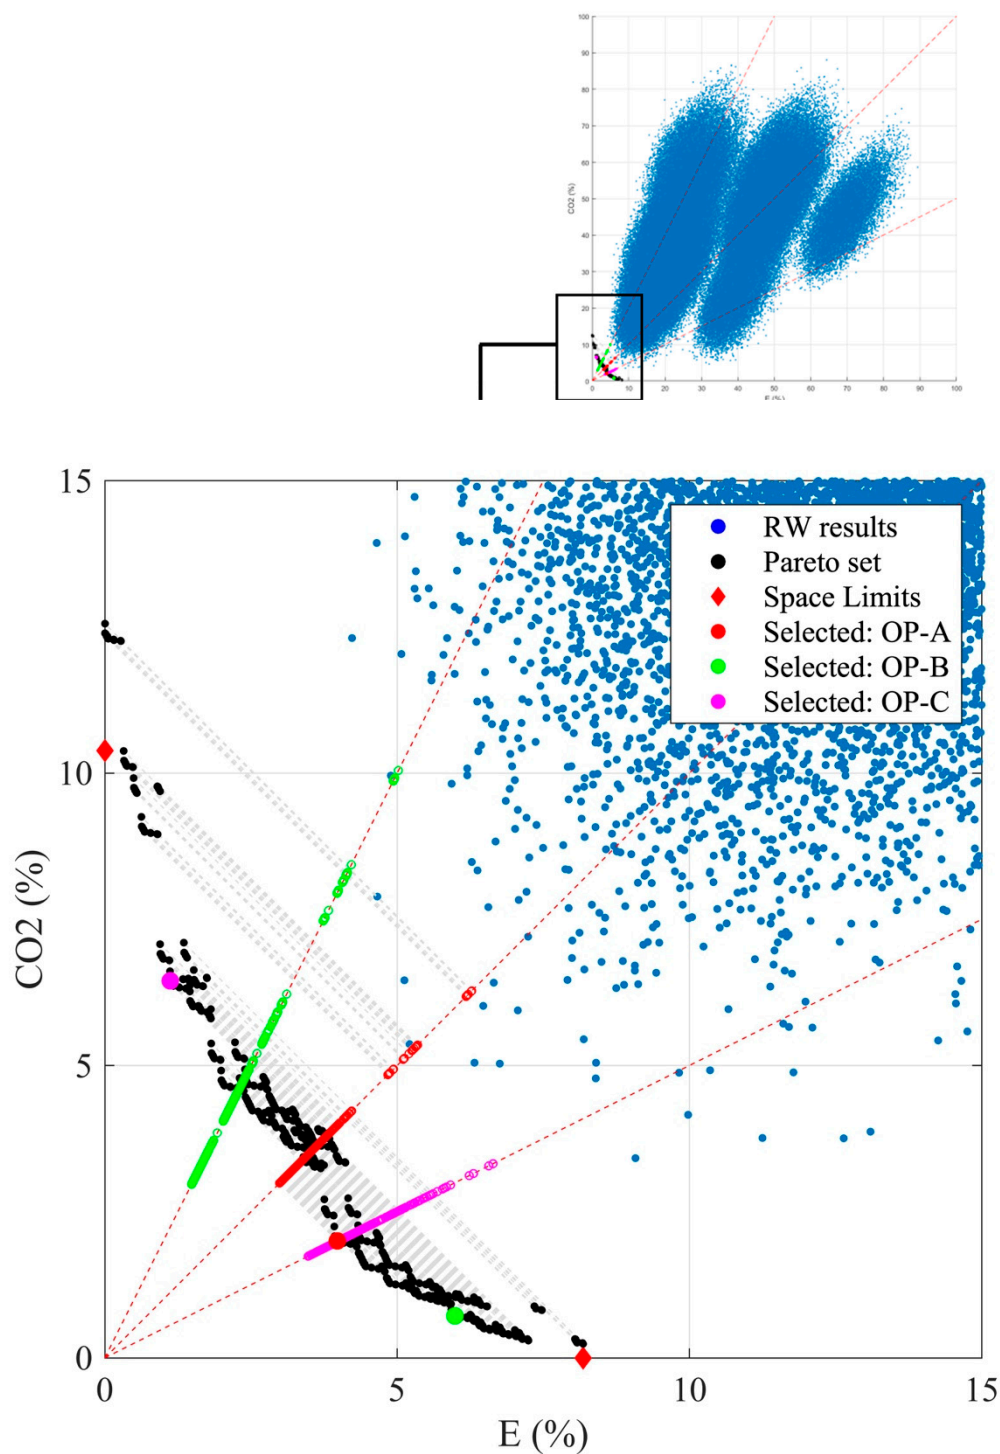 100
90
80
70
60
50
40
30
20
10
0
CO2 (%)
0 10 20 30 40 50 60 70 80 90 100
E (%)
15
10
5
0
CO2 (%)
RW results
Pareto set
Space Limits
Selected: OP-A
Selected: OP-B
Selected: OP-C
0 5 10 15
E (%)